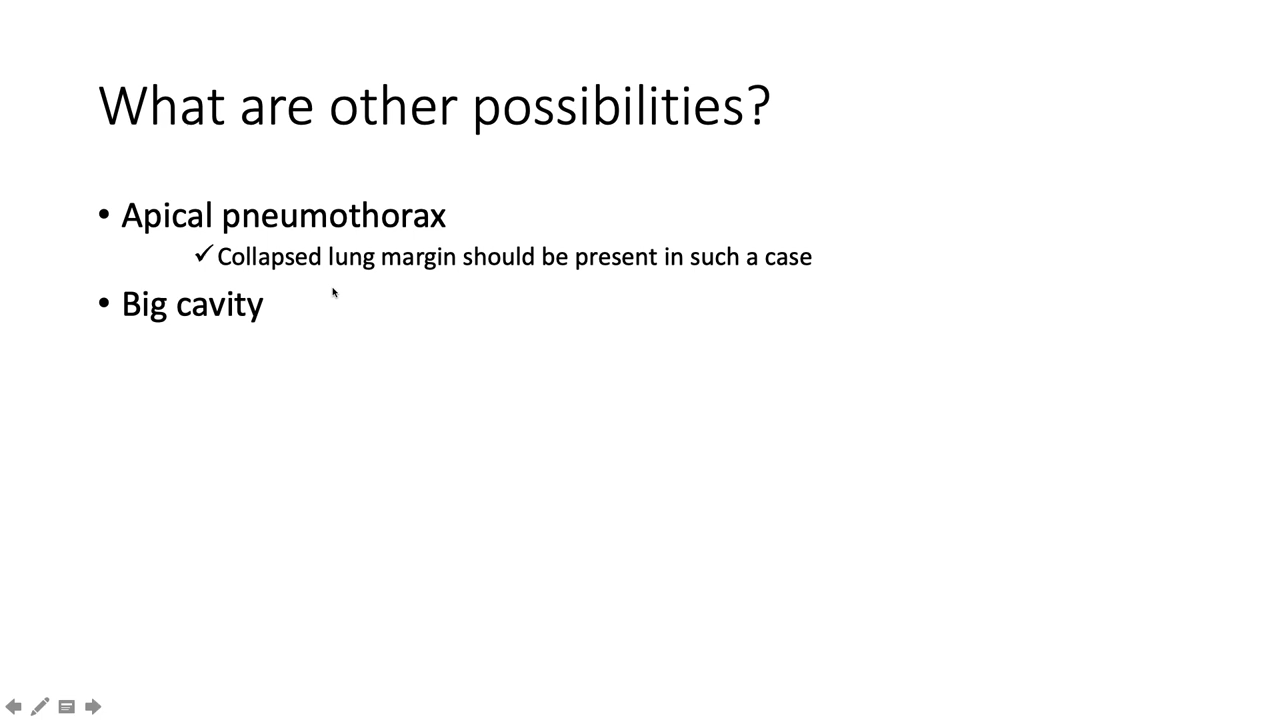 What are other possibilities?
• Apical pneumothorax
✓ Collapsed lung margin should be present in such a case
• Big cavity